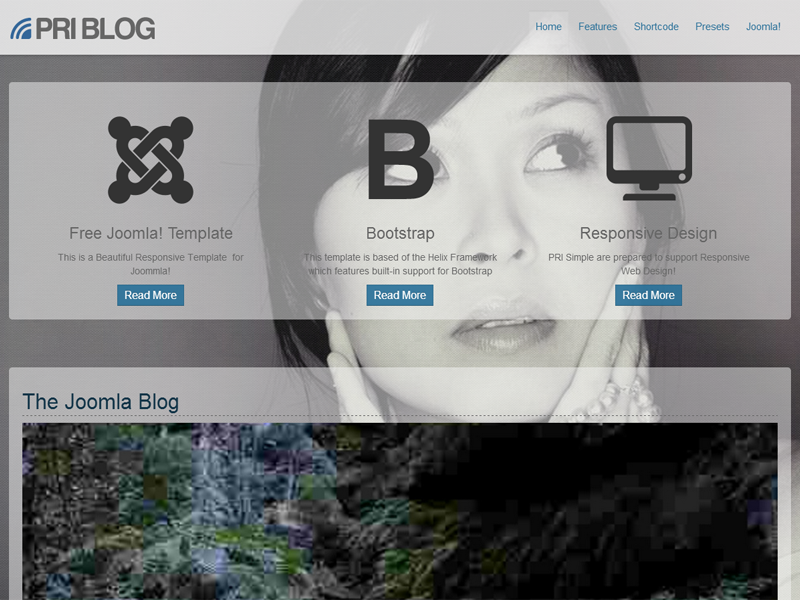 PRI BLOG
Home Features Shortcode Presets Joomla!
B
Free Joomla! Template
This is a Beautiful Responsive Template for
Joommla!
Read More
Bootstrap
This template is based of the Helix Framework
which features built-in support for Bootstrap
Read More
Responsive Design
PRI Simple are prepared to support Responsive
Web Design!
Read More
The Joomla Blog